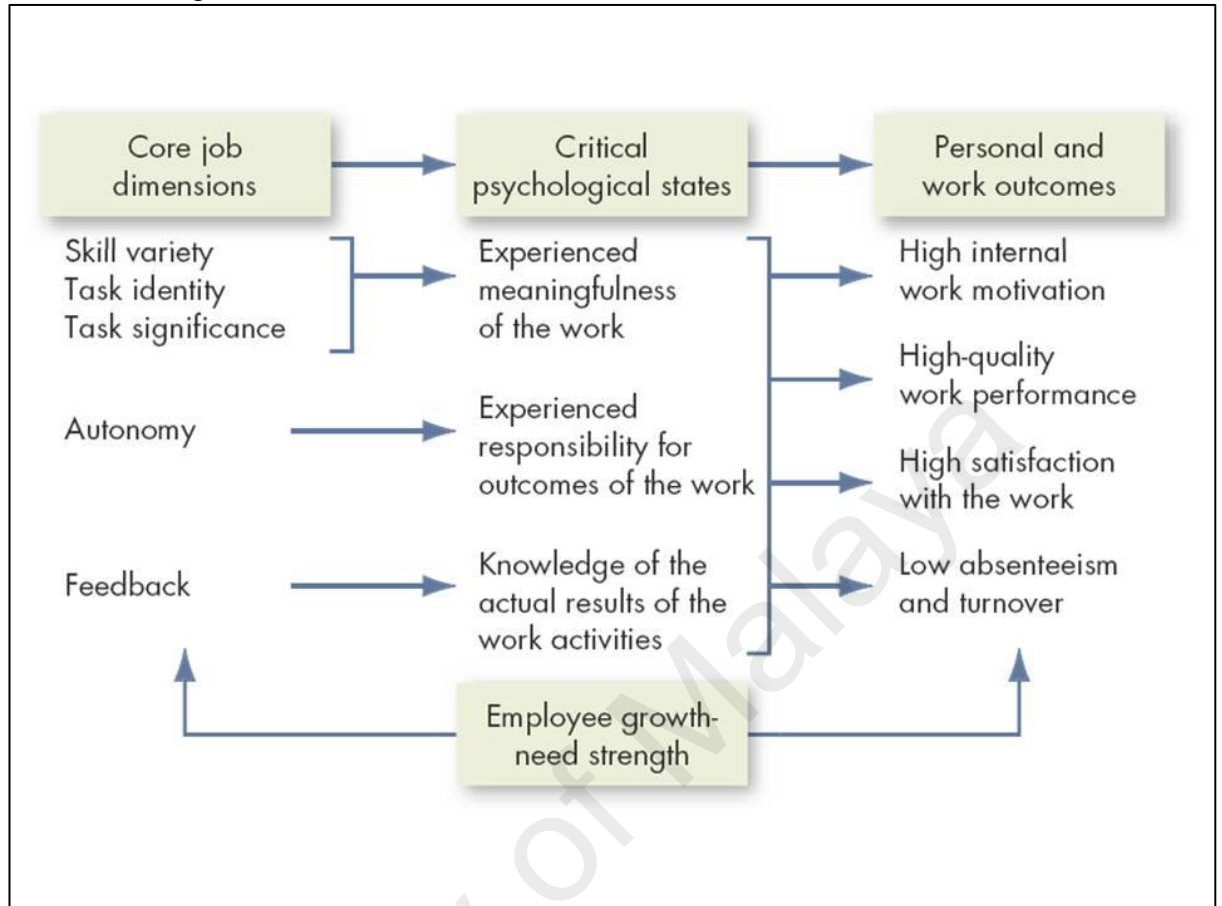 Core job
dimensions
Critical
psychological states
Personal and
work outcomes
Skill variety
Task identity
Task significance
Experienced
meaningfulness
of the work
High internal
work motivation
High-quality
work performance
Autonomy
Experienced
responsibility for
outcomes of the work
High satisfaction
with the work
Feedback
Knowledge of the
actual results of the
work activities
Low absenteeism
and turnover
Employee growth-
need strength
of Malaya